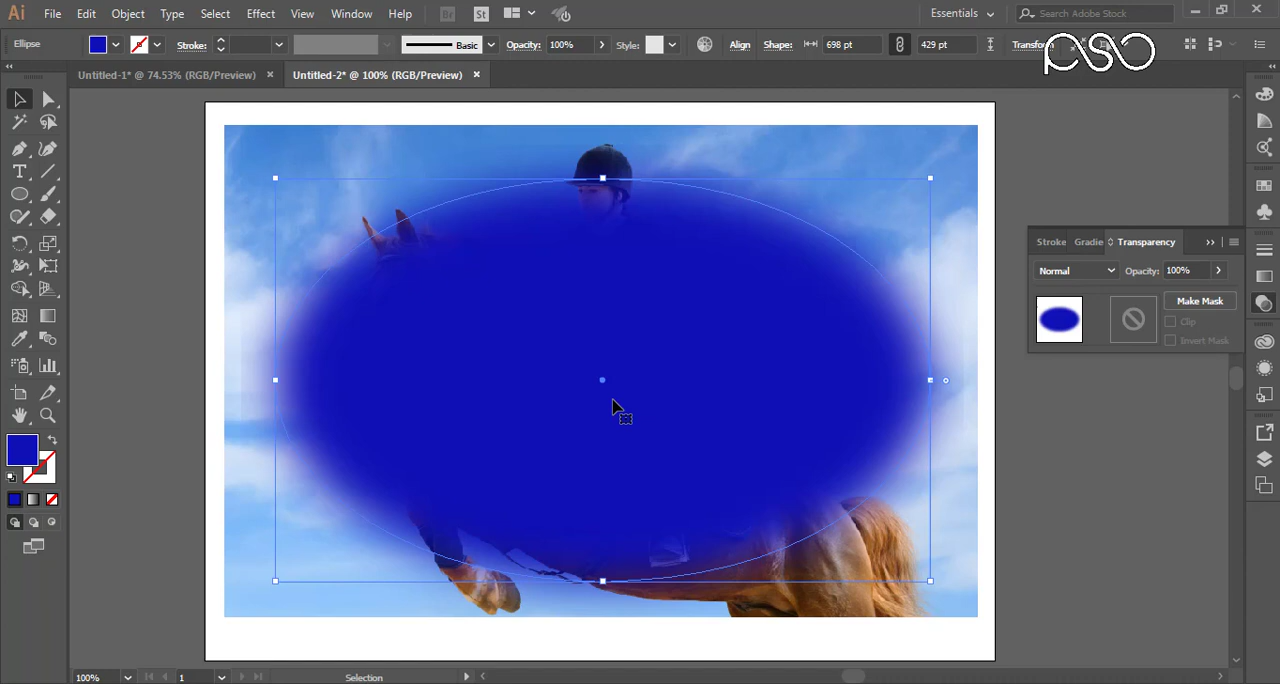 Ai File Edit Object Type Select Effect View Window Help Br St Essentials Search Adobe Stock
Ellipse Stroke: Basic Opacity: 100% Style: Align Shape: 698 pt 429 pt Transform
PSD
Untitled-1* @ 74.53% (RGB/Preview) × Untitled-2* @ 100% (RGB/Preview) ×
Stroke Gradie Transparency
Normal Opacity: 100%
Make Mask
Clip
Invert Mask
100% 1 Selection